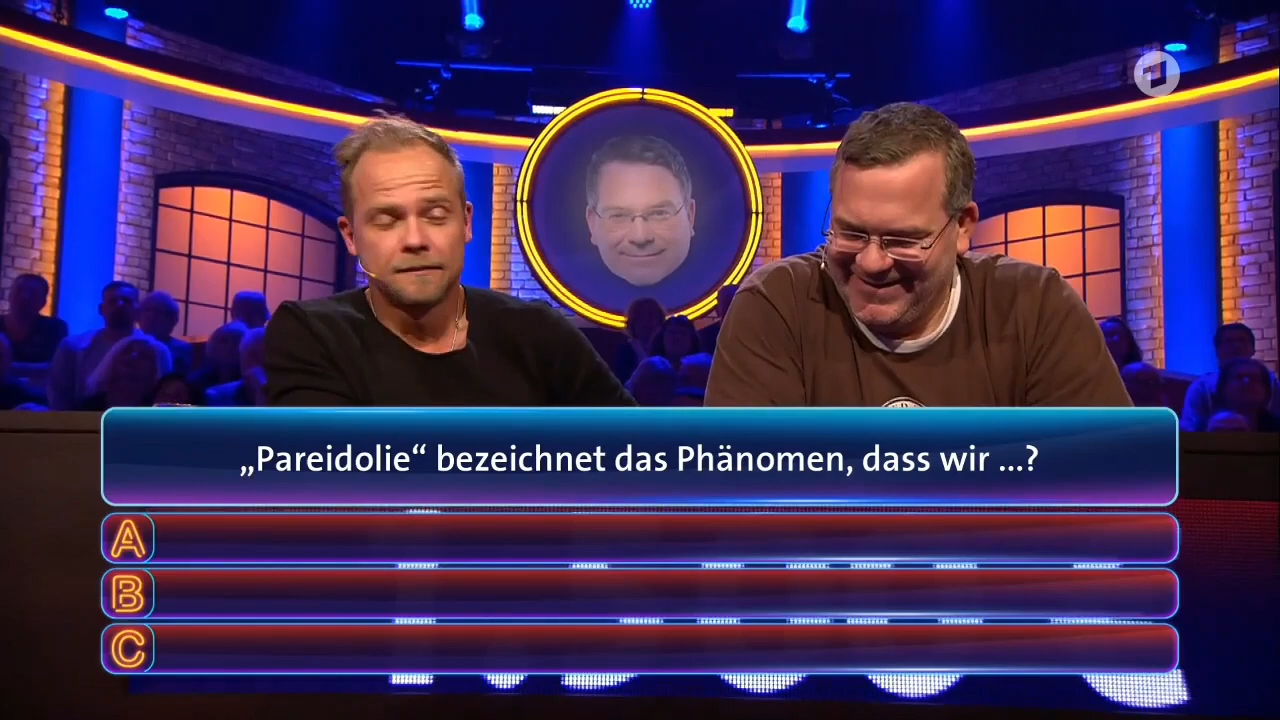 „Pareidolie“ bezeichnet das Phänomen, dass wir ...?
A
B
C